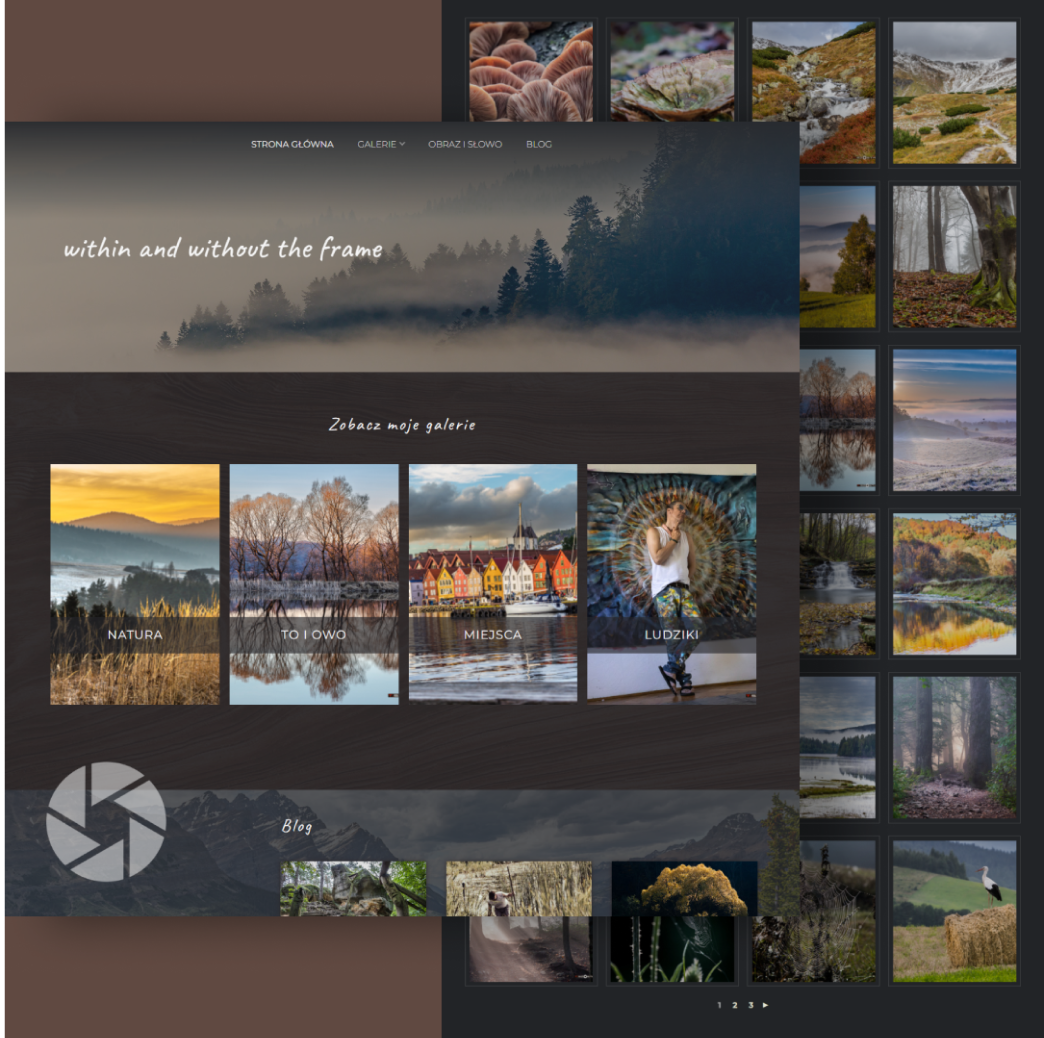 STRONA GŁÓWNA GALERIE OBRAZ I SŁOWO BLOG
within and without the frame
Zobacz moje galerie
NATURA TO I OWO MIEJSCA LUDZIKI
Blog
1 2 3